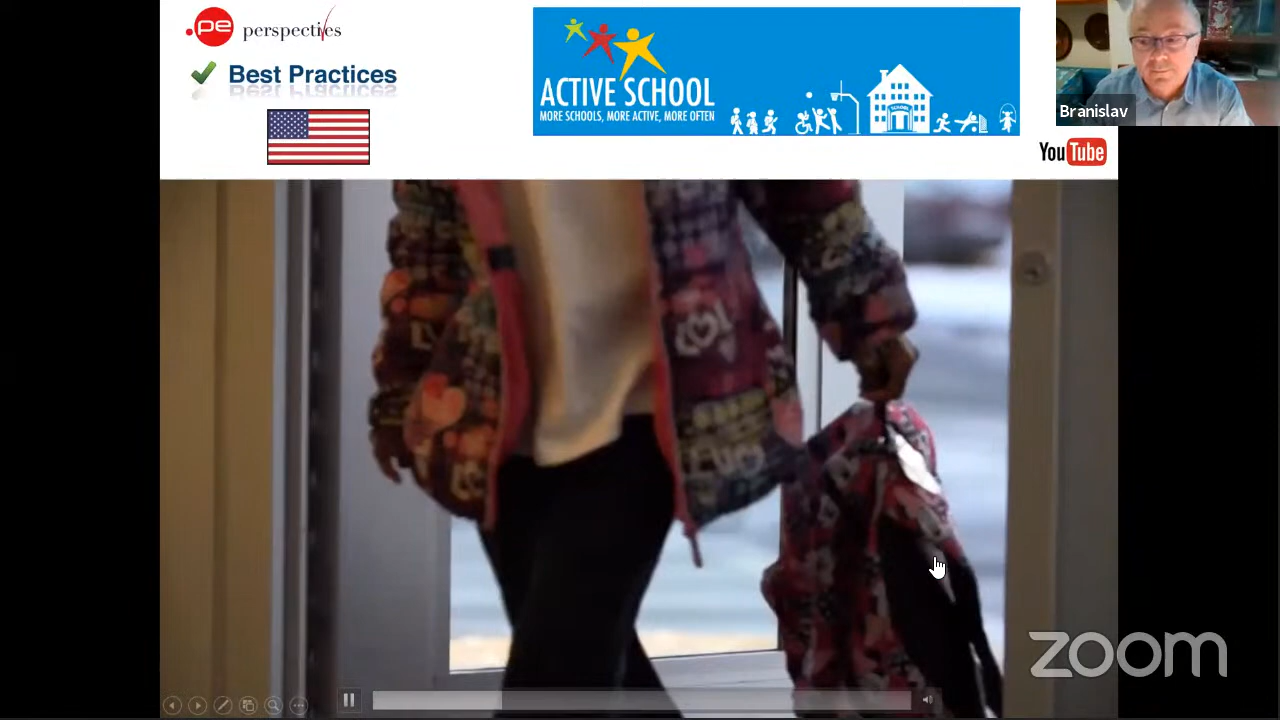 .pe perspectives
Best Practices
ACTIVE SCHOOL
MORE SCHOOLS, MORE ACTIVE, MORE OFTEN
SCHOOL
Branislav
YouTube
zoom